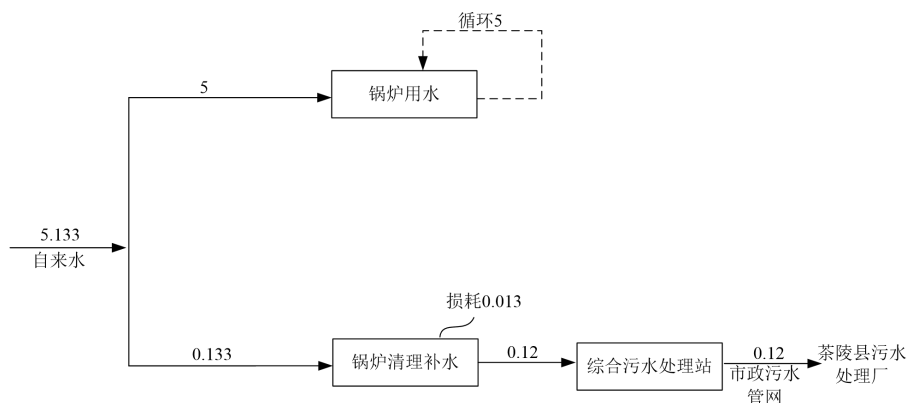 循环5
5
锅炉用水
5.133
自来水
损耗0.013
0.133
锅炉清理补水
0.12
综合污水处理站
0.12
市政污水
管网
茶陵县污水
处理厂